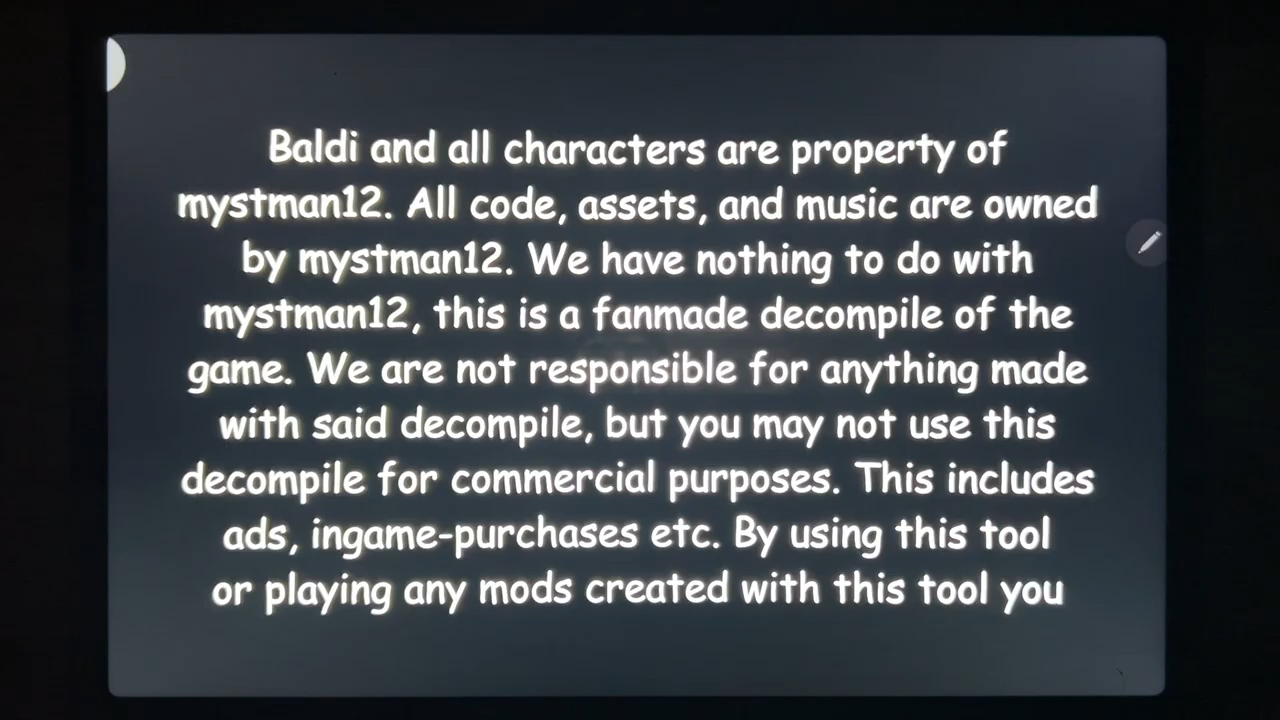 Baldi and all characters are property of
mystman12. All code, assets, and music are owned
by mystman12. We have nothing to do with
mystman12, this is a fanmade decompile of the
game. We are not responsible for anything made
with said decompile, but you may not use this
decompile for commercial purposes. This includes
ads, ingame-purchases etc. By using this tool
or playing any mods created with this tool you